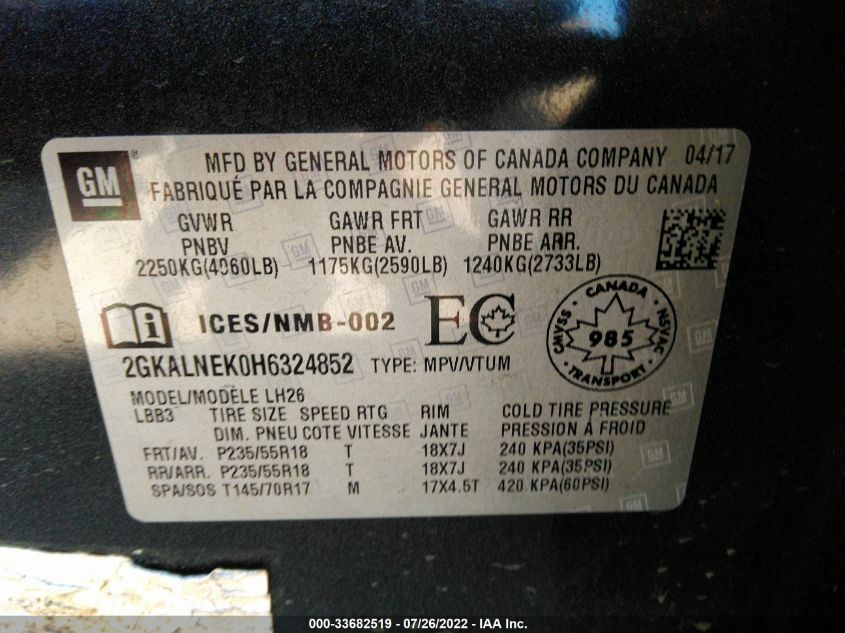 GM
MFD BY GENERAL MOTORS OF CANADA COMPANY 04/17
FABRIQUÉ PAR LA COMPAGNIE GENERAL MOTORS DU CANADA
GVWR GAWR FRT GAWR RR
PNBV PNBE AV. PNBE ARR.
2250KG(4960LB) 1175KG(2590LB) 1240KG(2733LB)
ICES/NMB-002 EC
CANADA
CMVSS 985 NSVAC
TRANSPORT
2GKALNEK0H6324852 TYPE: MPV/VTUM
MODEL/MODÈLE LH26
LBB3 TIRE SIZE SPEED RTG RIM COLD TIRE PRESSURE
DIM. PNEU COTE VITESSE JANTE PRESSION À FROID
FRT/AV. P235/55R18 T 18X7J 240 KPA(35PSI)
RR/ARR. P235/55R18 T 18X7J 240 KPA(35PSI)
SPA/SOS T145/70R17 M 17X4.5T 420 KPA(60PSI)
000-33682519 - 07/26/2022 - IAA Inc.